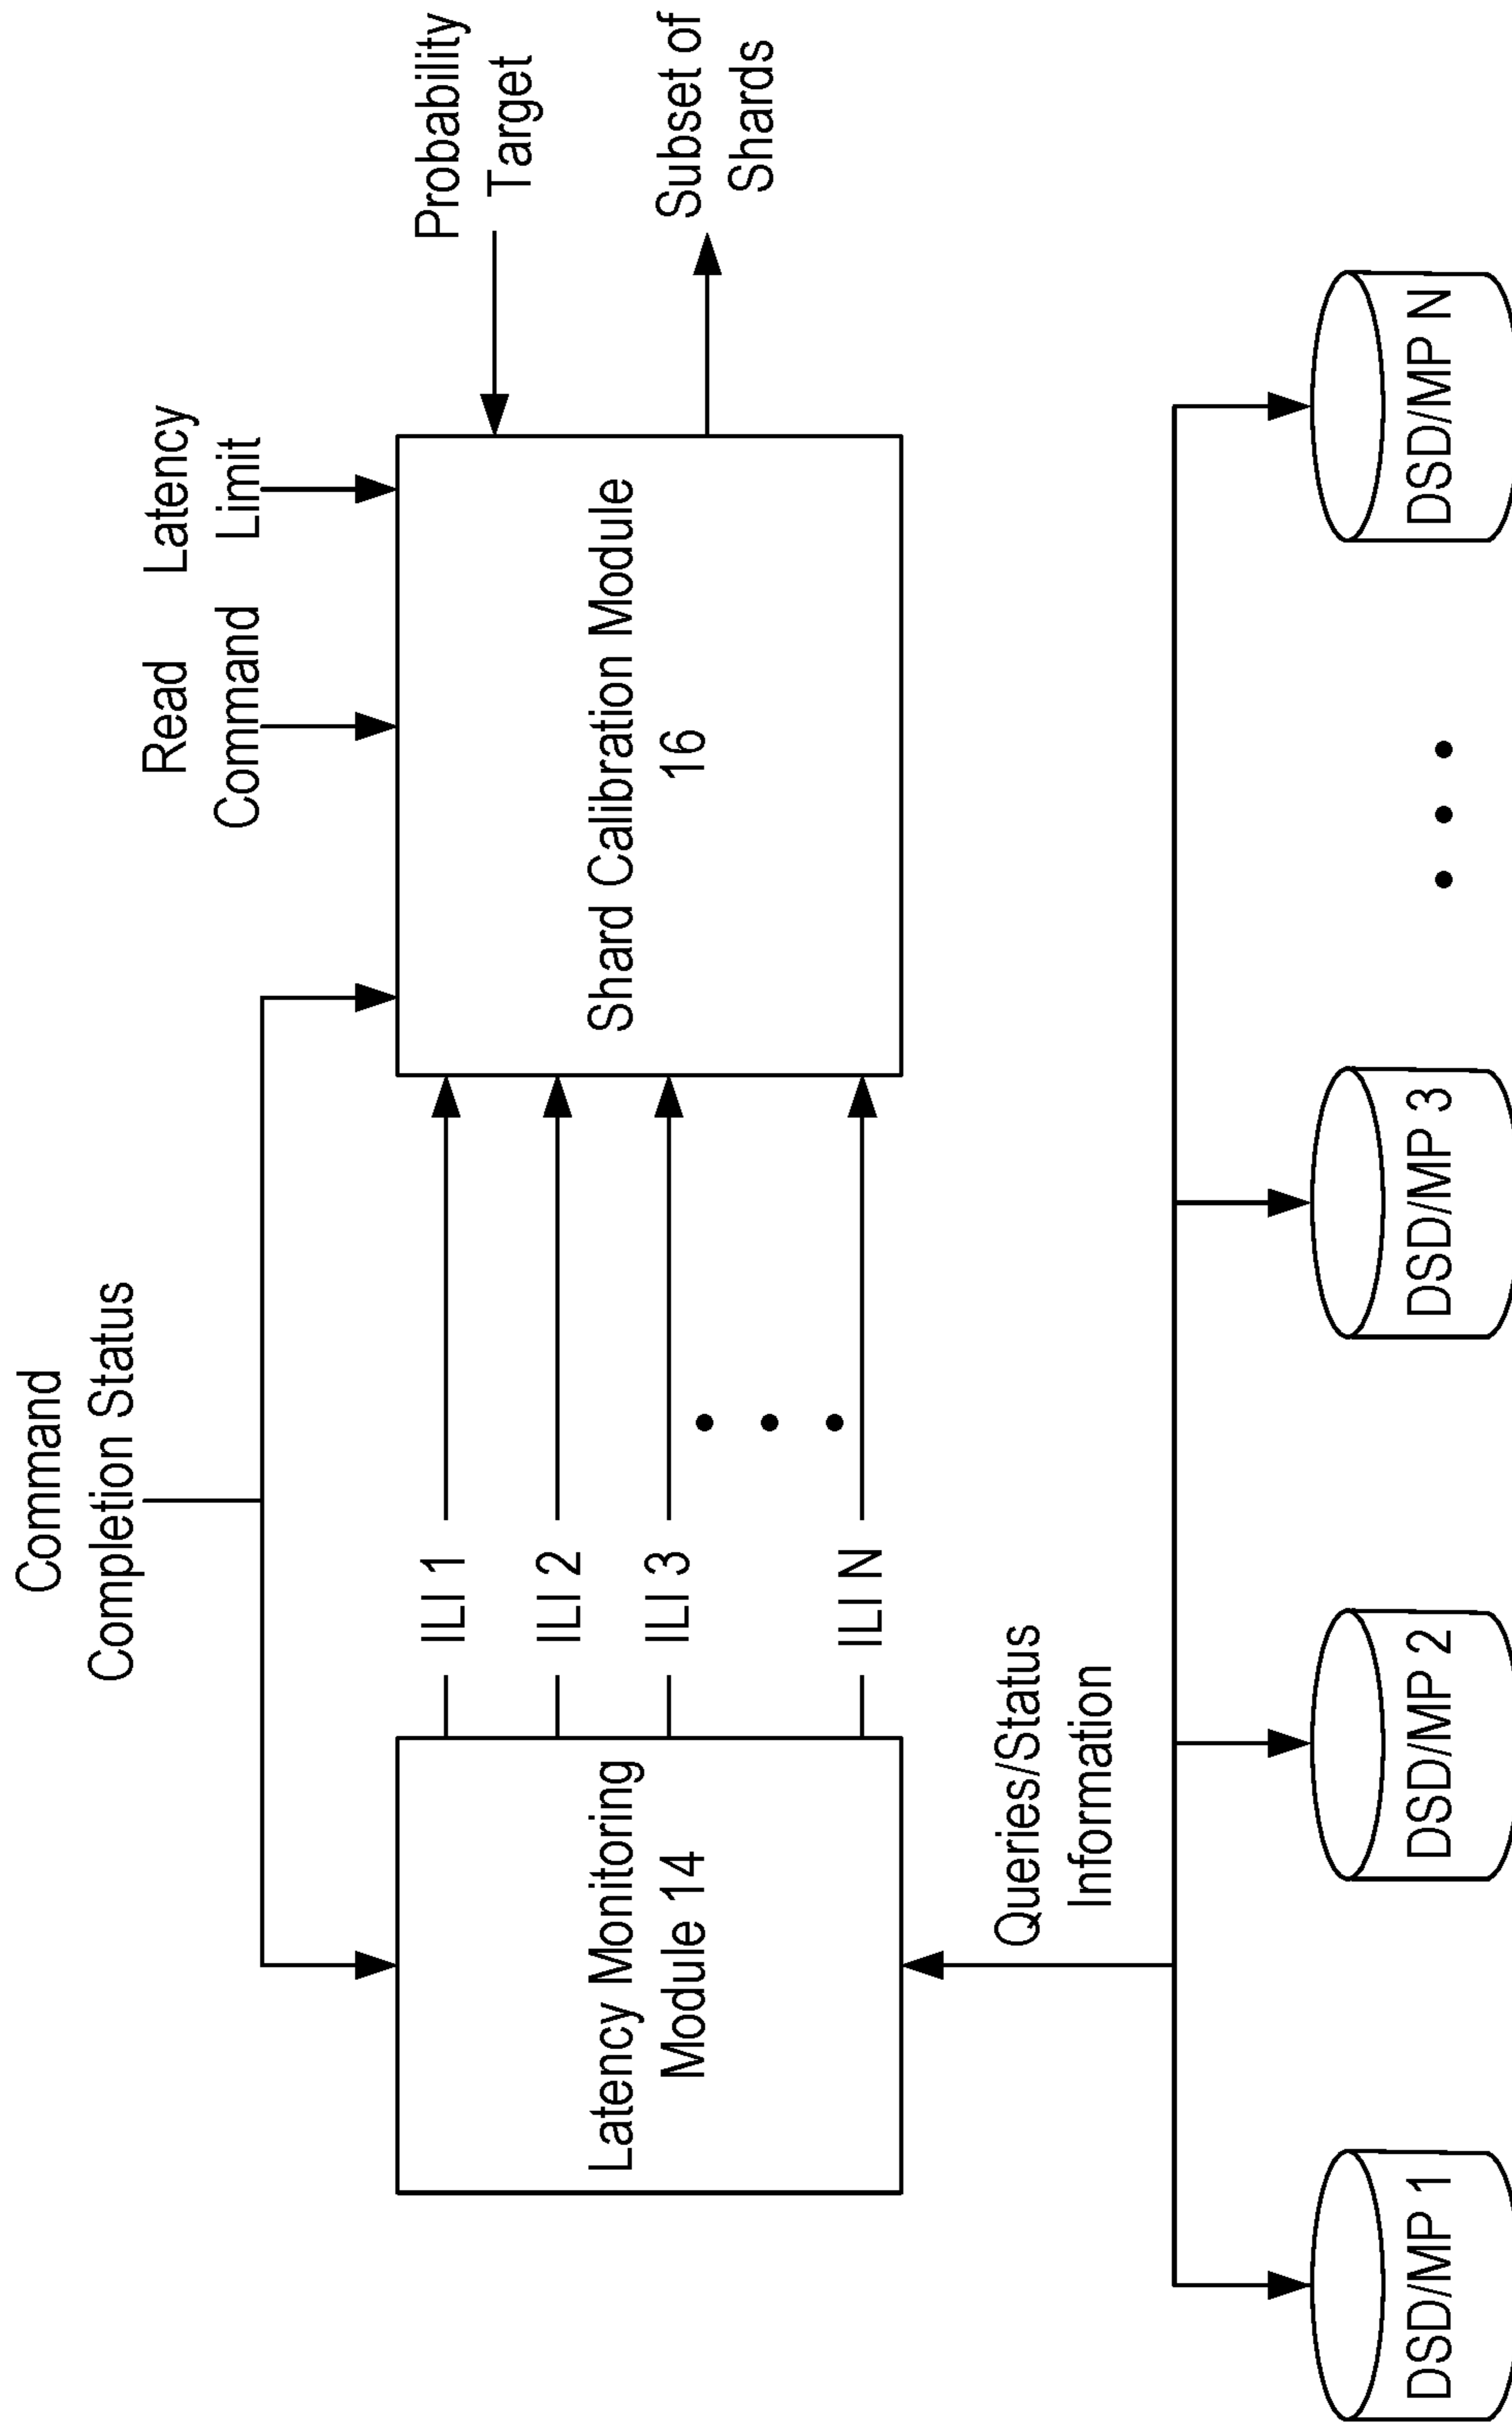 Command
Completion Status
Read
Command
Latency
Limit
Probability
Target
Latency Monitoring
Module 14
ILI 1
ILI 2
ILI 3
ILI N
Shard Calibration Module
16
Subset of
Shards
Queries/Status
Information
DSD/MP 1
DSD/MP 2
DSD/MP 3
DSD/MP N